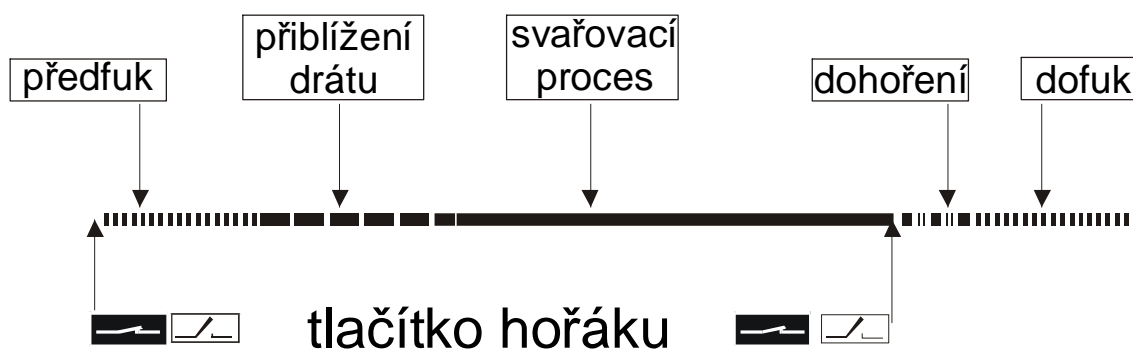 předfuk
přiblížení
drátu
svařovací
proces
dohoření
dofuk
tlačítko hořáku